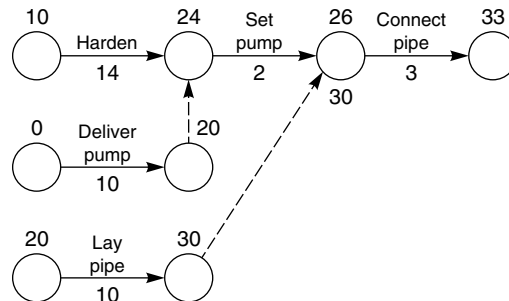 10
24
Set
26
Connect
33
Harden
pump
pipe
14
2
30
3
0
Deliver
20
pump
10
20
Lay
30
pipe
10